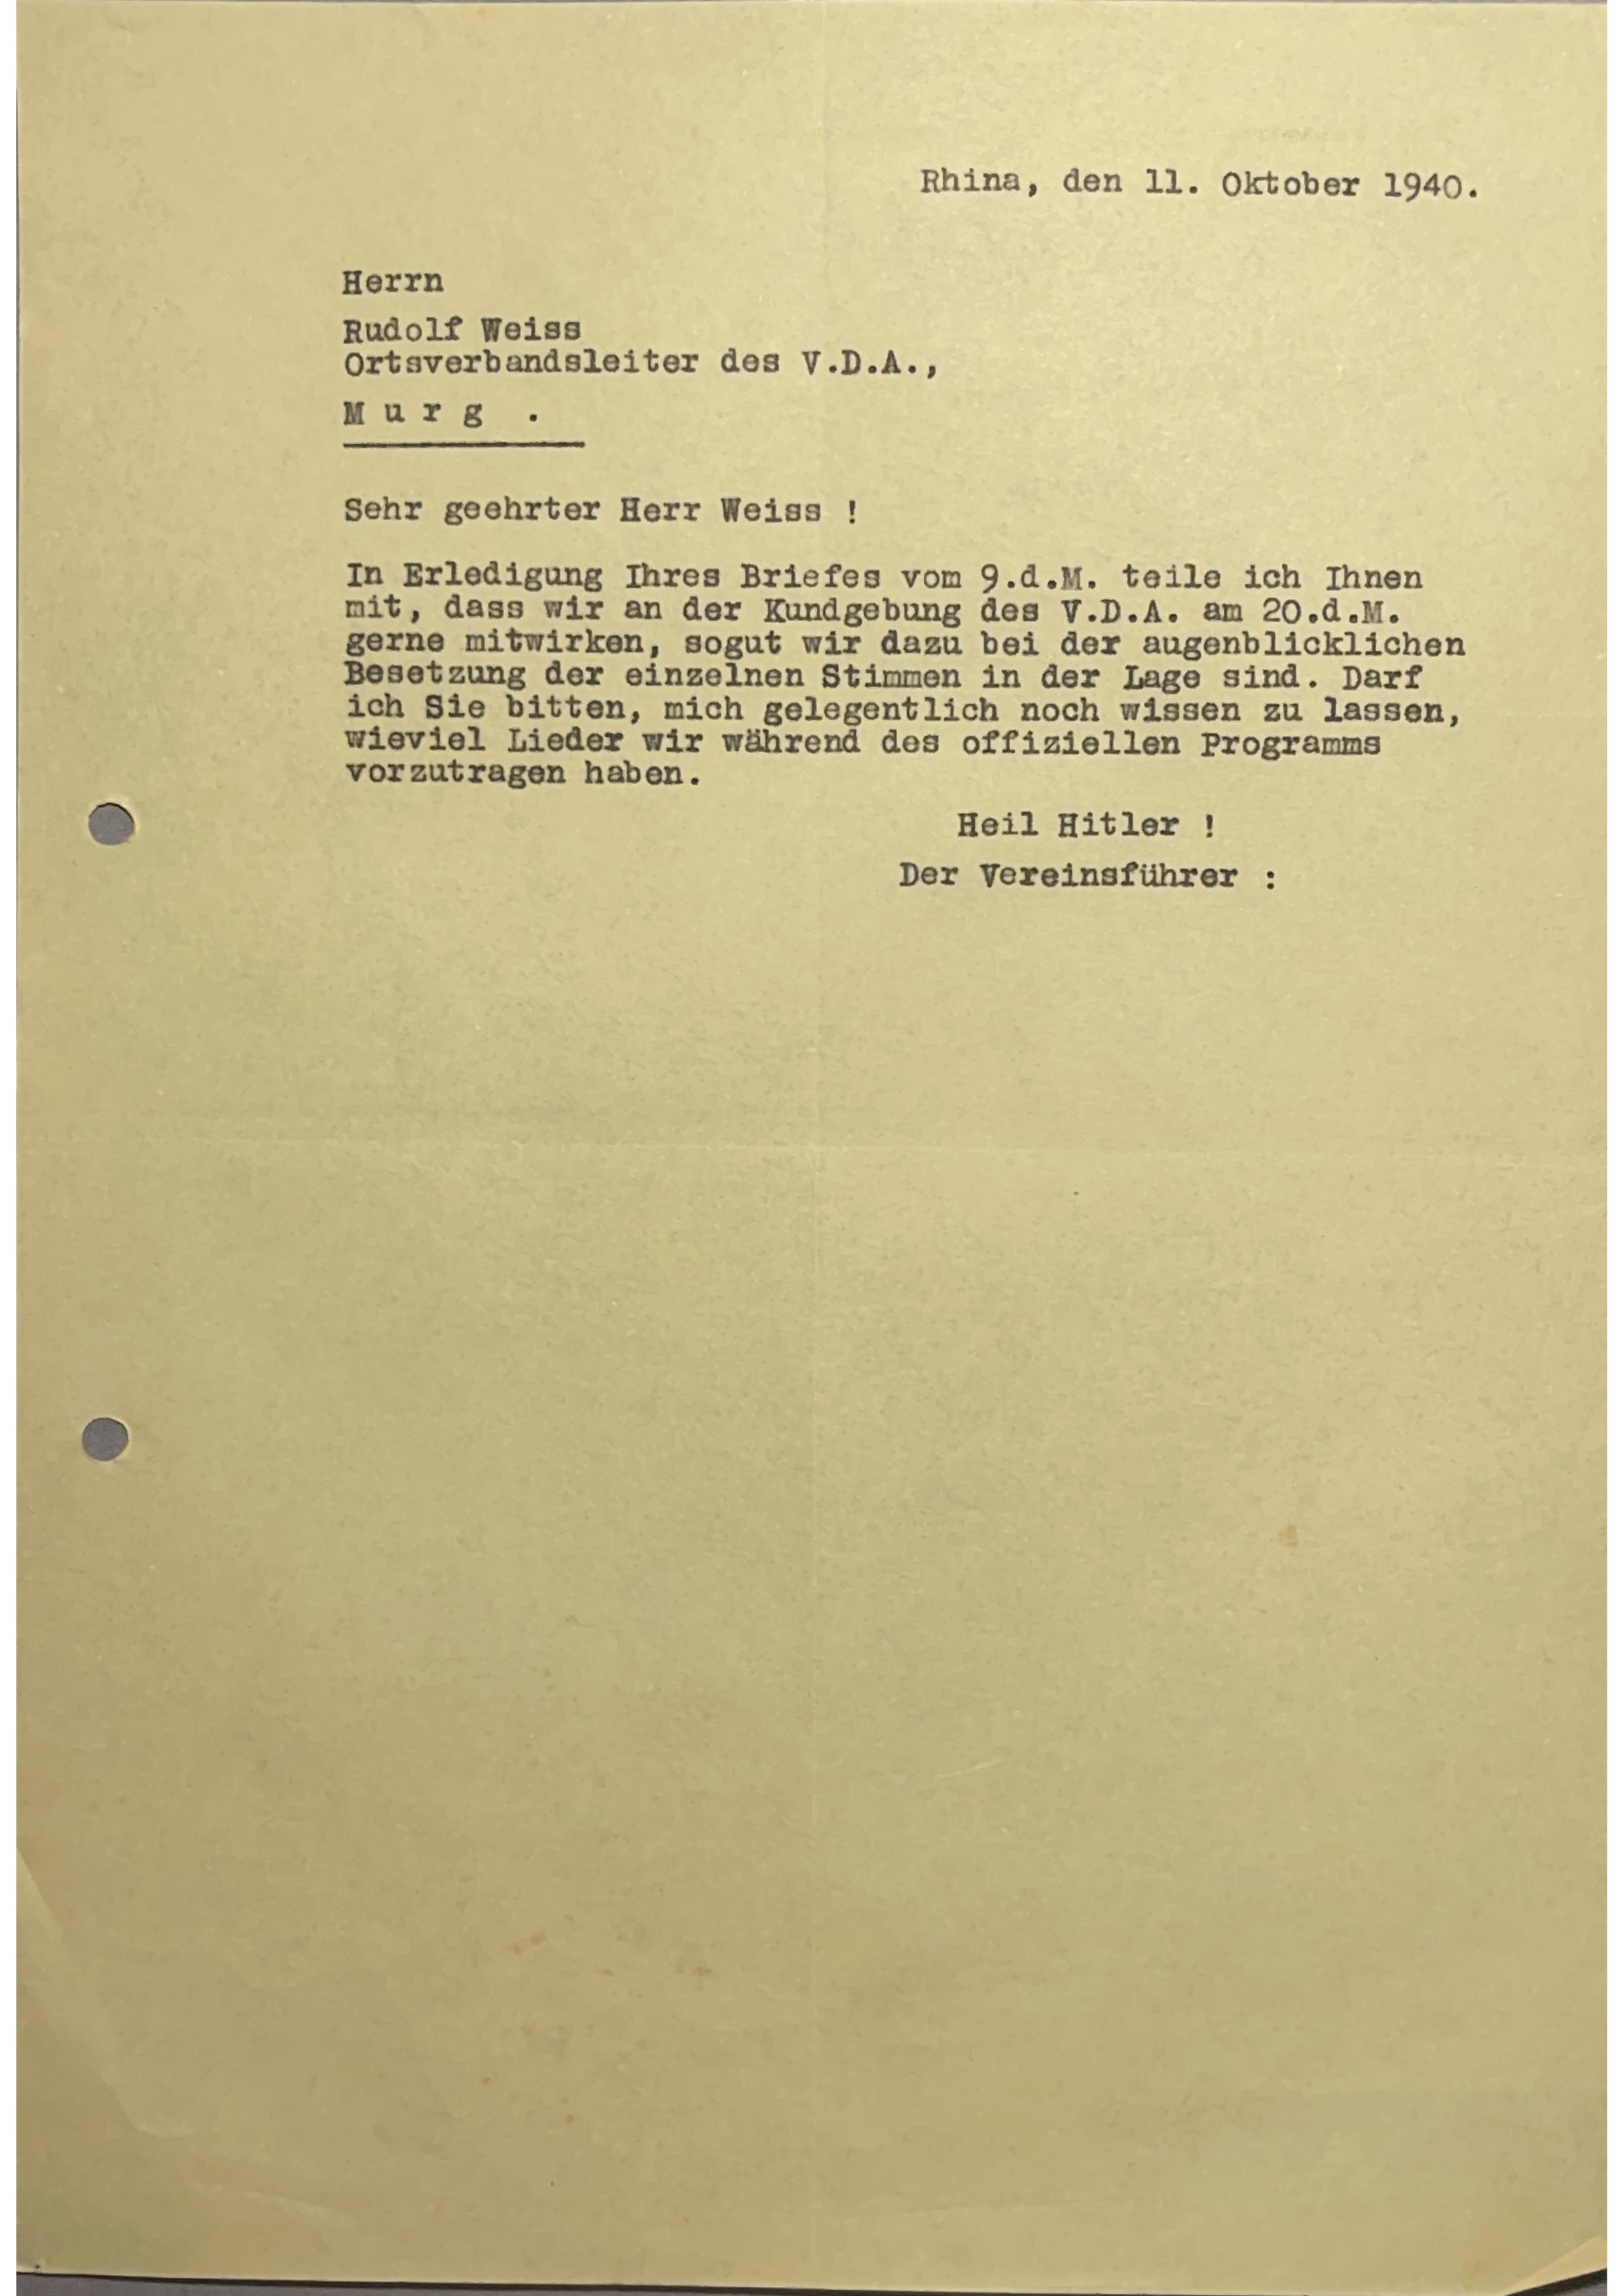 Rhina, den 11. Oktober 1940.
Herrn
Rudolf Weiss
Ortsverbandsleiter des V.D.A.,
M u r g .
Sehr geehrter Herr Weiss !
In Erledigung Ihres Briefes vom 9.d.M. teile ich Ihnen
mit, dass wir an der Kundgebung des V.D.A. am 20.d.M.
gerne mitwirken, sogut wir dazu bei der augenblicklichen
Besetzung der einzelnen Stimmen in der Lage sind. Darf
ich Sie bitten, mich gelegentlich noch wissen zu lassen,
wieviel Lieder wir während des offiziellen Programms
vorzutragen haben.
Heil Hitler !
Der Vereinsführer :